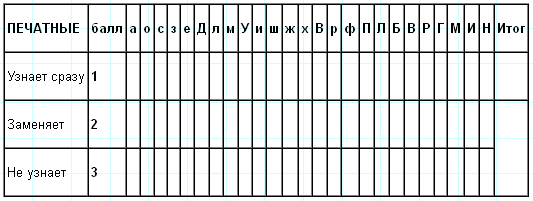 ПЕЧАТНЫЕ балл а о с з е Д л м У и ш ж х В р ф П Л Б В Р Г М И Н Итог
Узнает сразу 1
Заменяет 2
Не узнает 3